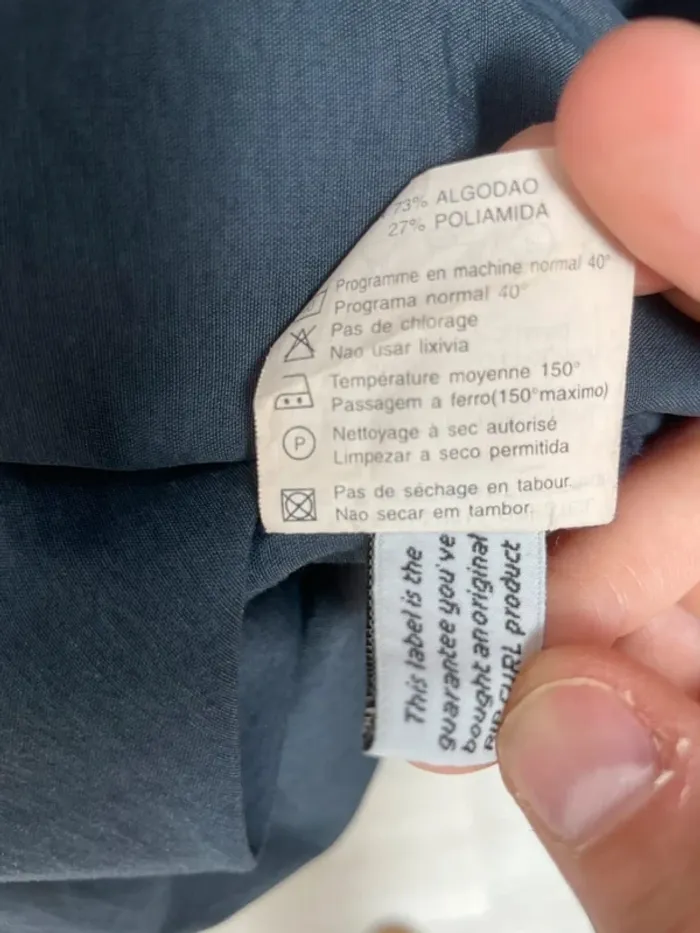 73% ALGODAO
27% POLIAMIDA
Programme en machine normal 40°
Programa normal 40°
Pas de chlorage
Nao usar lixivia
Température moyenne 150°
Passagem a ferro(150°maximo)
P
Nettoyage à sec autorisé
Limpezar a seco permitida
Pas de séchage en tabour.
Nao secar em tambor.
This label is the
guarantee you've
bought an original
RIP CURL product